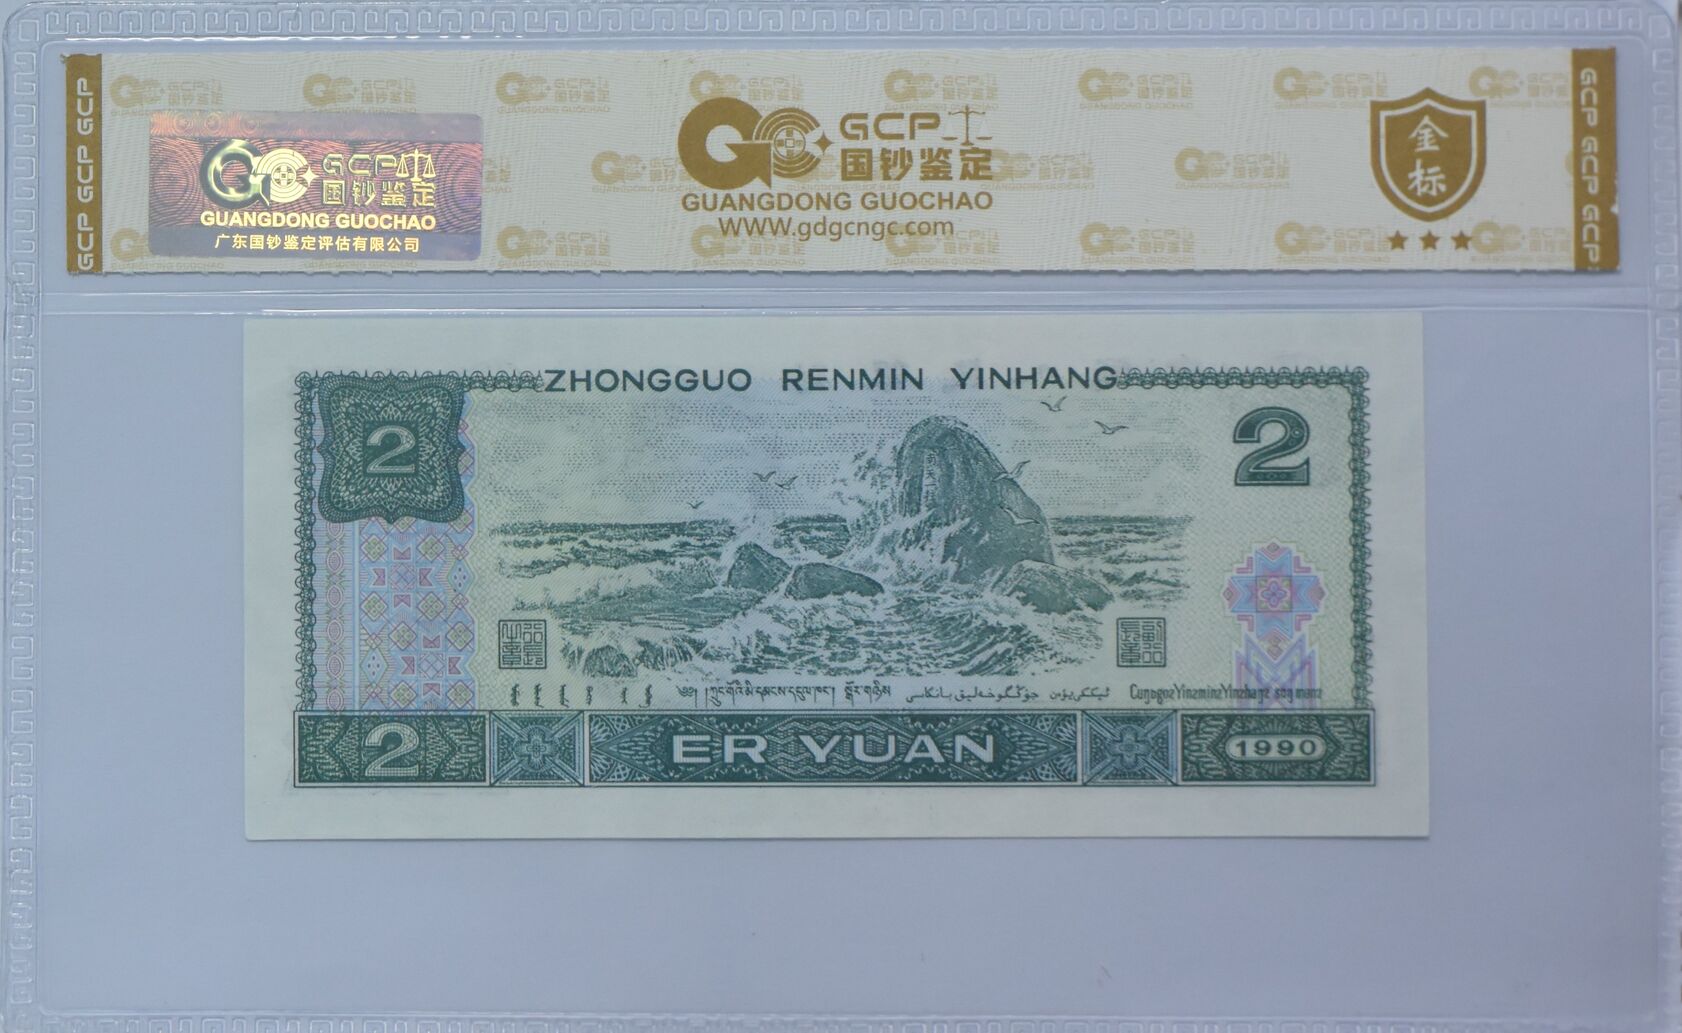 GCP GCP GCP
GCP
国钞鉴定
GUANGDONG GUOCHAO
广东国钞鉴定评估有限公司
GCP
国钞鉴定
GUANGDONG GUOCHAO
WWW.gdgcngc.com
金标
GCP GCP GCP
ZHONGGUO RENMIN YINHANG
2
2
2
ER YUAN
1990